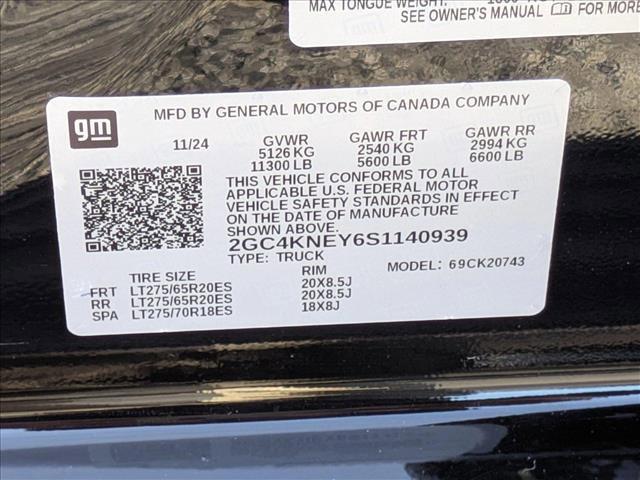 MAX TONGUE WEIGHT:
SEE OWNER'S MANUAL FOR MORE
gm
MFD BY GENERAL MOTORS OF CANADA COMPANY
11/24 GVWR GAWR FRT GAWR RR
5126 KG 2540 KG 2994 KG
11300 LB 5600 LB 6600 LB
THIS VEHICLE CONFORMS TO ALL
APPLICABLE U.S. FEDERAL MOTOR
VEHICLE SAFETY STANDARDS IN EFFECT
ON THE DATE OF MANUFACTURE
SHOWN ABOVE.
2GC4KNEY6S1140939
TYPE: TRUCK MODEL: 69CK20743
TIRE SIZE RIM
FRT LT275/65R20ES 20X8.5J
RR LT275/65R20ES 20X8.5J
SPA LT275/70R18ES 18X8J